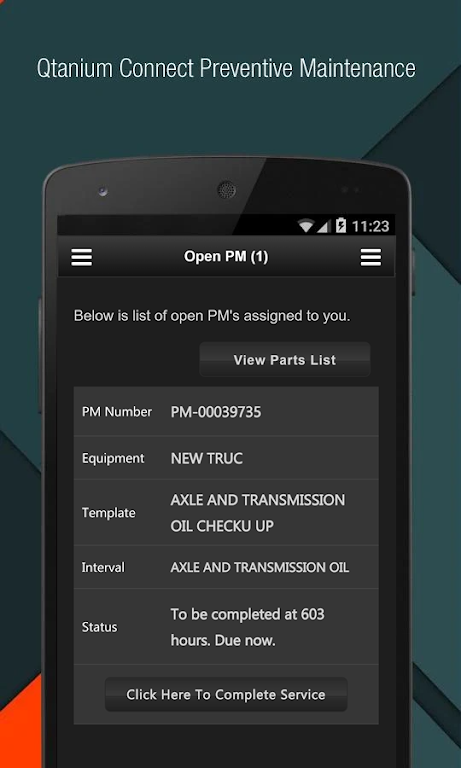 Qtanium Connect Preventive Maintenance
11:23
Open PM (1)
Below is list of open PM's assigned to you.
View Parts List
PM Number PM-00039735
Equipment NEW TRUC
Template AXLE AND TRANSMISSION
OIL CHECKU UP
Interval AXLE AND TRANSMISSION OIL
Status To be completed at 603
hours. Due now.
Click Here To Complete Service